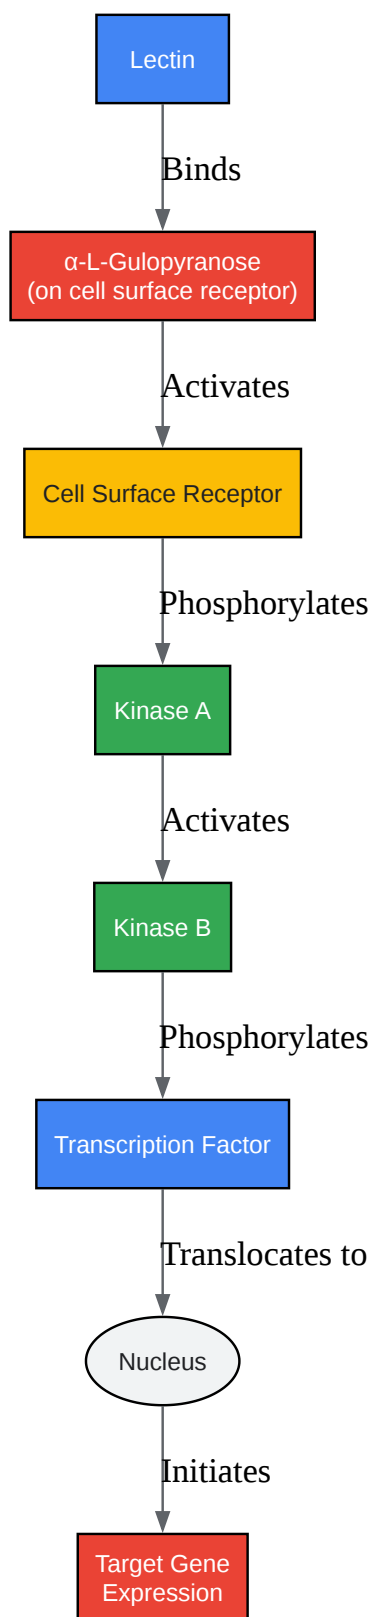 Lectin
Binds
α-L-Gulopyranose
(on cell surface receptor)
Activates
Cell Surface Receptor
Phosphorylates
Kinase A
Activates
Kinase B
Phosphorylates
Transcription Factor
Translocates to
Nucleus
Initiates
Target Gene
Expression